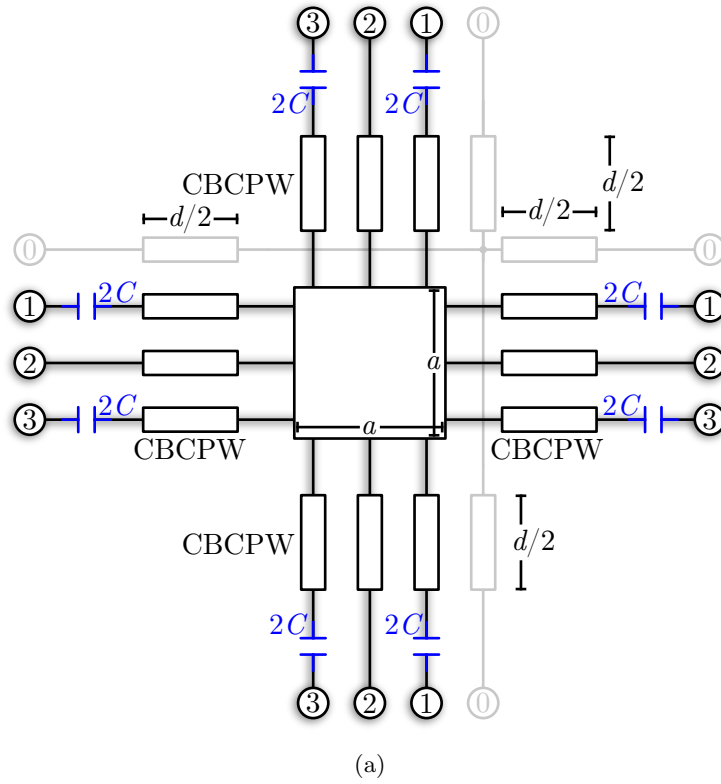 3 2 1 0
2C 2C
CBCPW d/2
d/2 d/2
0 0
1 2C 2C 1
2 a 2
3 2C a 2C 3
CBCPW CBCPW
CBCPW d/2
2C 2C
3 2 1 0
(a)